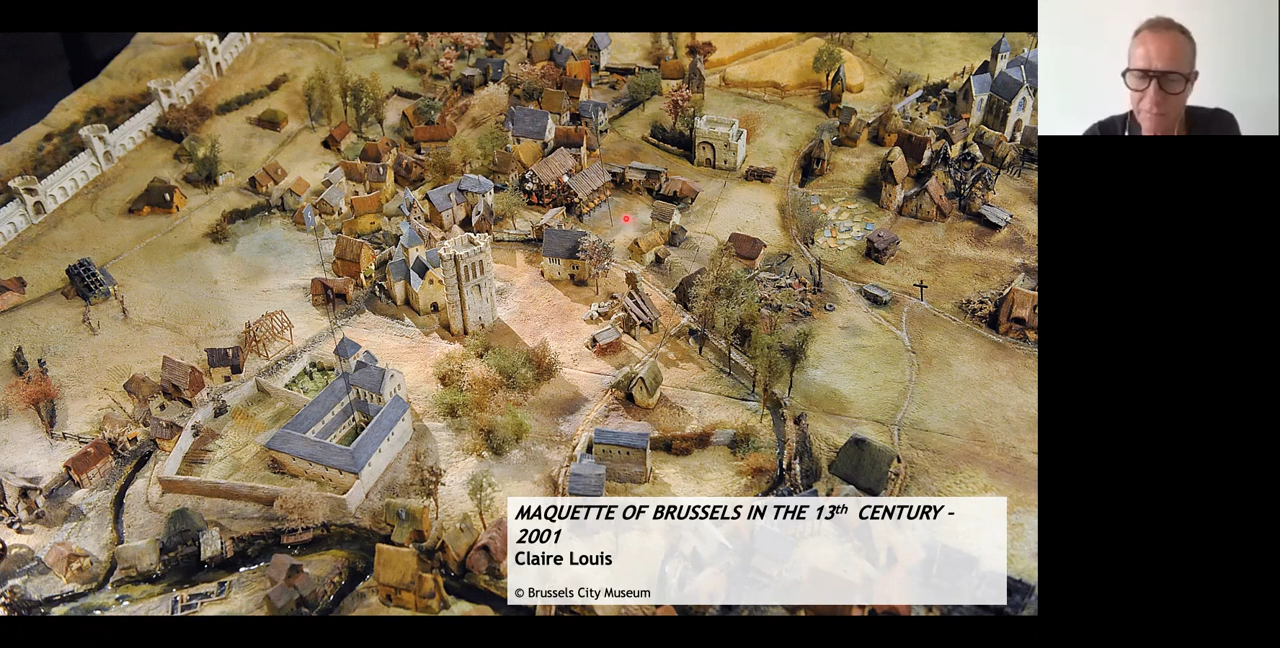 MAQUETTE OF BRUSSELS IN THE 13th CENTURY –
2001
Claire Louis
© Brussels City Museum